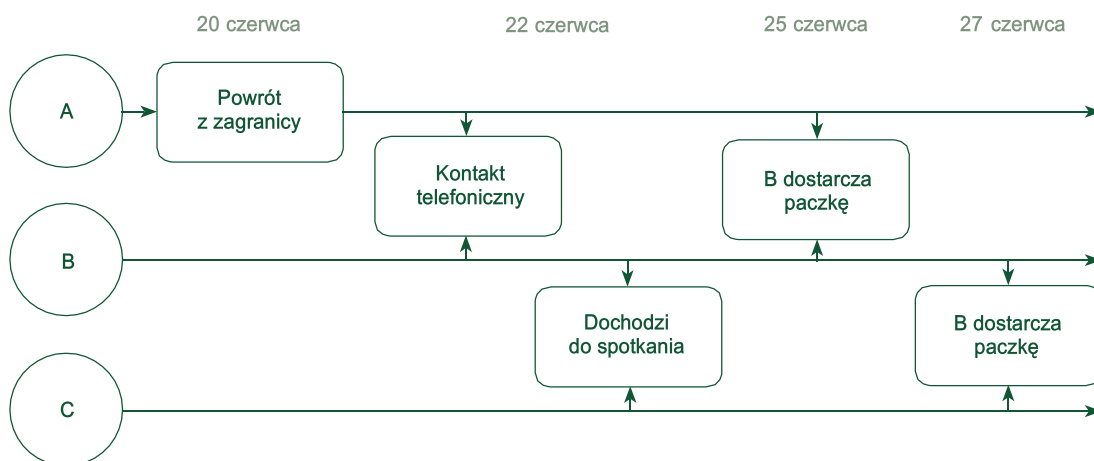 20 czerwca
22 czerwca
25 czerwca
27 czerwca
A
Powrót
z zagranicy
Kontakt
telefoniczny
B dostarcza
paczkę
B
Dochodzi
do spotkania
B dostarcza
paczkę
C